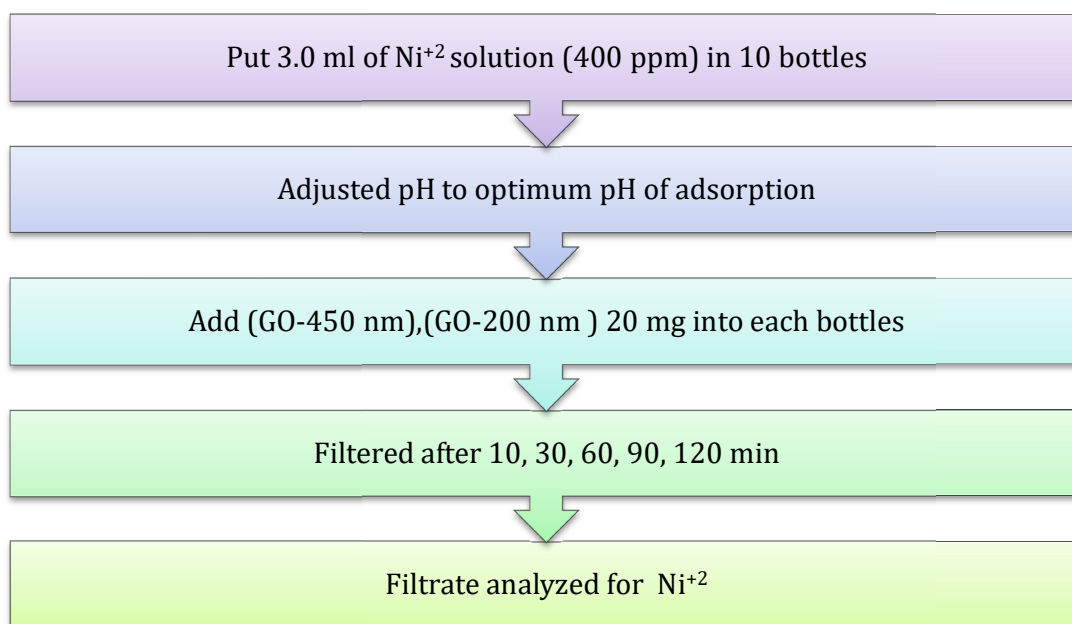 Put 3.0 ml of Ni⁺² solution (400 ppm) in 10 bottles
Adjusted pH to optimum pH of adsorption
Add (GO-450 nm),(GO-200 nm ) 20 mg into each bottles
Filtered after 10, 30, 60, 90, 120 min
Filtrate analyzed for Ni⁺²